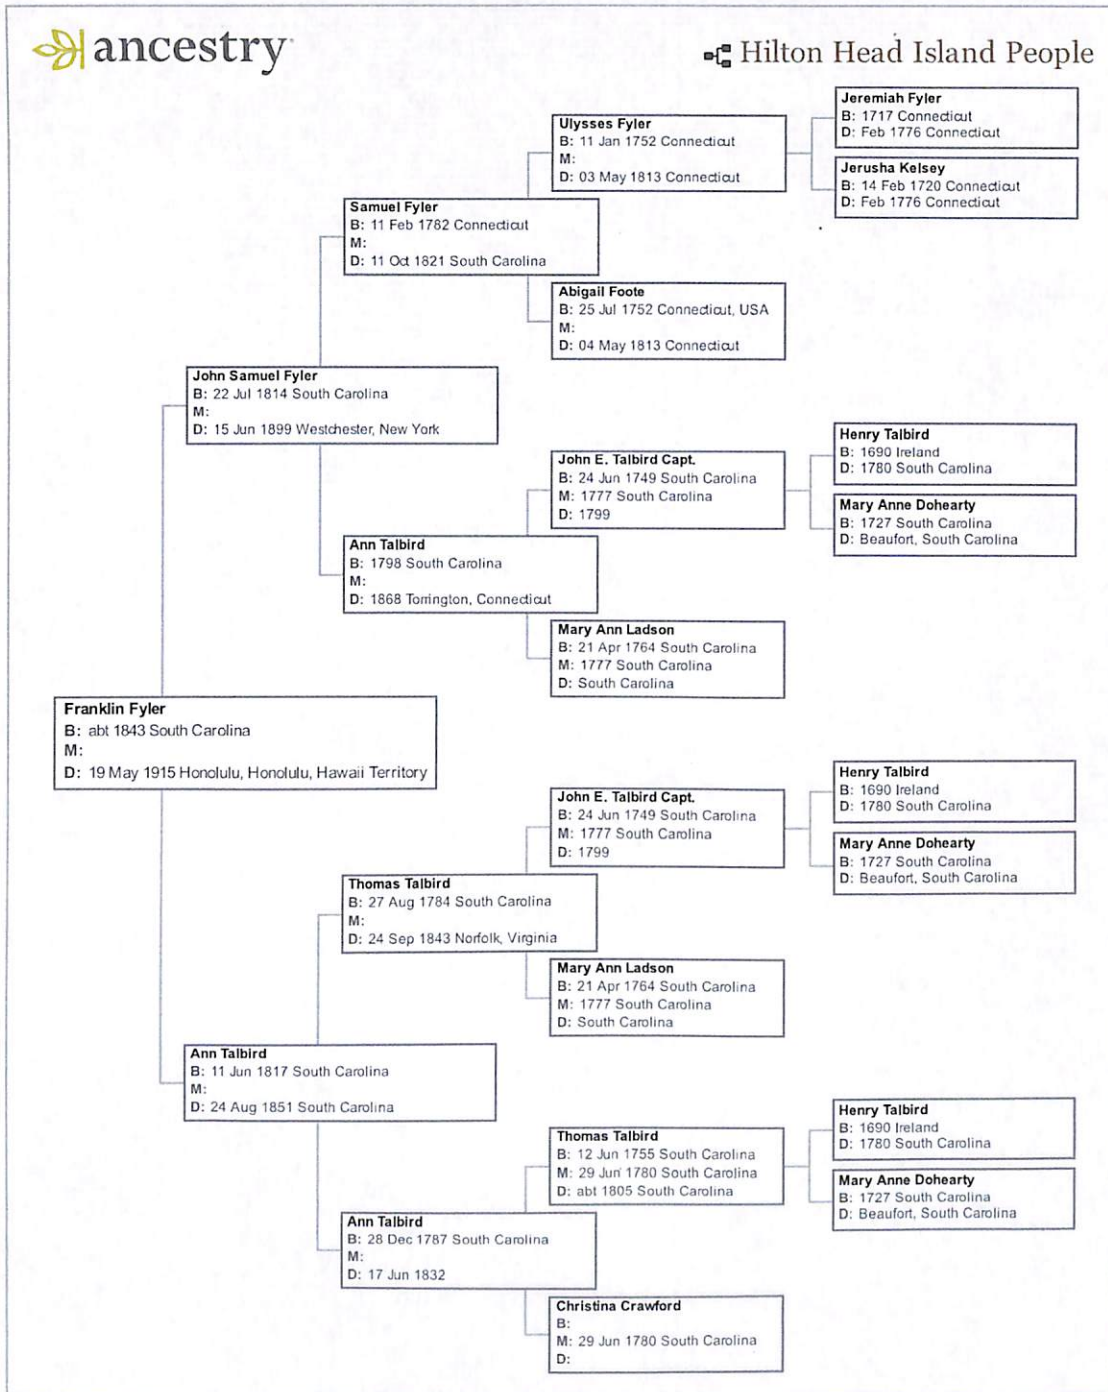 ancestry
Hilton Head Island People
Jeremiah Fyler
B: 1717 Connecticut
D: Feb 1776 Connecticut
Ulysses Fyler
B: 11 Jan 1752 Connecticut
M:
D: 03 May 1813 Connecticut
Jerusha Kelsey
B: 14 Feb 1720 Connecticut
D: Feb 1776 Connecticut
Samuel Fyler
B: 11 Feb 1782 Connecticut
M:
D: 11 Oct 1821 South Carolina
Abigail Foote
B: 25 Jul 1752 Connecticut, USA
M:
D: 04 May 1813 Connecticut
John Samuel Fyler
B: 22 Jul 1814 South Carolina
M:
D: 15 Jun 1899 Westchester, New York
Henry Talbird
B: 1690 Ireland
D: 1780 South Carolina
John E. Talbird Capt.
B: 24 Jun 1749 South Carolina
M: 1777 South Carolina
D: 1799
Mary Anne Dohearty
B: 1727 South Carolina
D: Beaufort, South Carolina
Ann Talbird
B: 1798 South Carolina
M:
D: 1868 Torrington, Connecticut
Mary Ann Ladson
B: 21 Apr 1764 South Carolina
M: 1777 South Carolina
D: South Carolina
Franklin Fyler
B: abt 1843 South Carolina
M:
D: 19 May 1915 Honolulu, Honolulu, Hawaii Territory
Henry Talbird
B: 1690 Ireland
D: 1780 South Carolina
John E. Talbird Capt.
B: 24 Jun 1749 South Carolina
M: 1777 South Carolina
D: 1799
Mary Anne Dohearty
B: 1727 South Carolina
D: Beaufort, South Carolina
Thomas Talbird
B: 27 Aug 1784 South Carolina
M:
D: 24 Sep 1843 Norfolk, Virginia
Mary Ann Ladson
B: 21 Apr 1764 South Carolina
M: 1777 South Carolina
D: South Carolina
Ann Talbird
B: 11 Jun 1817 South Carolina
M:
D: 24 Aug 1851 South Carolina
Henry Talbird
B: 1690 Ireland
D: 1780 South Carolina
Thomas Talbird
B: 12 Jun 1755 South Carolina
M: 29 Jun 1780 South Carolina
D: abt 1805 South Carolina
Mary Anne Dohearty
B: 1727 South Carolina
D: Beaufort, South Carolina
Ann Talbird
B: 28 Dec 1787 South Carolina
M:
D: 17 Jun 1832
Christina Crawford
B:
M: 29 Jun 1780 South Carolina
D: